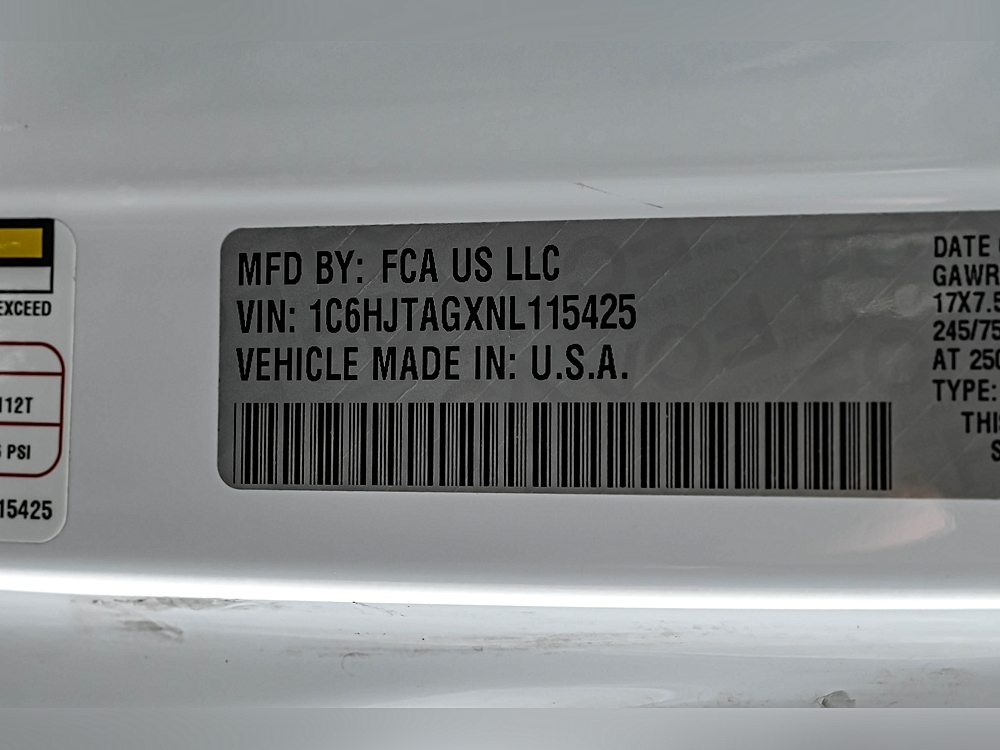 EXCEED
112T
PSI
15425
MFD BY: FCA US LLC
VIN: 1C6HJTAGXNL115425
VEHICLE MADE IN: U.S.A.
DATE
GAWR
17X7.5
245/75
AT 250
TYPE:
THIS
S